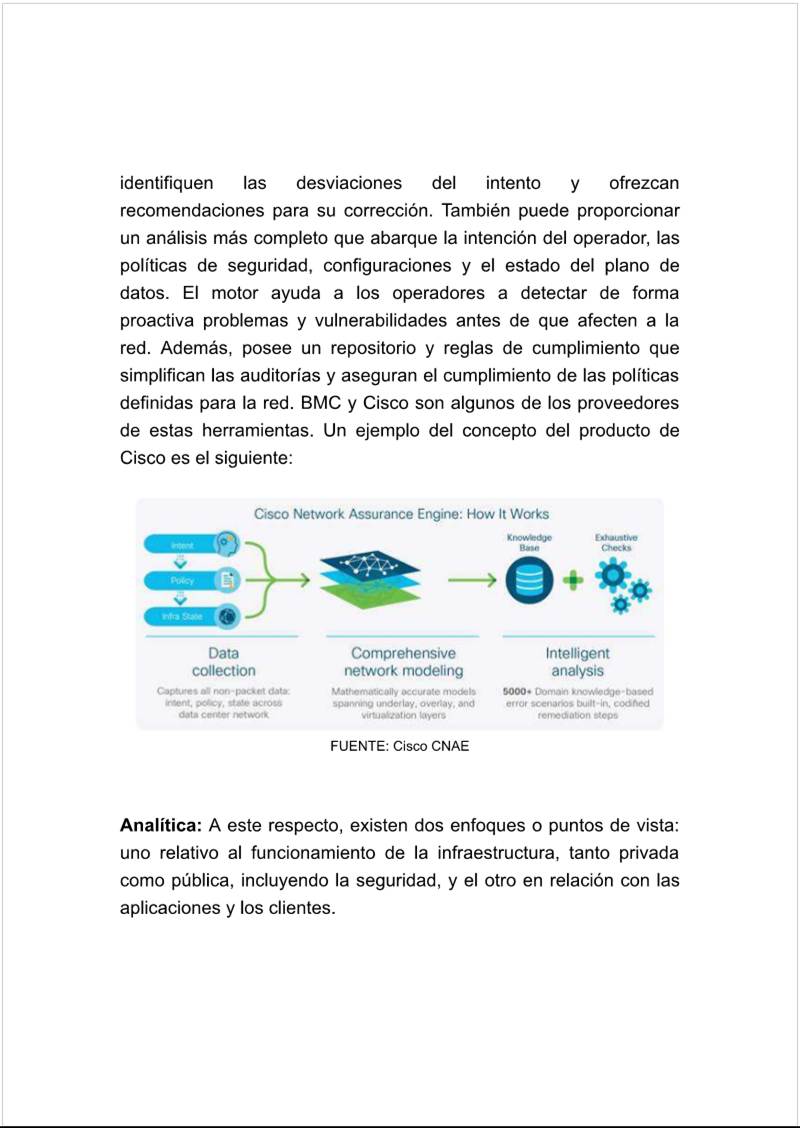 identifiquen las desviaciones del intento y ofrezcan
recomendaciones para su corrección. También puede proporcionar
un análisis más completo que abarque la intención del operador, las
políticas de seguridad, configuraciones y el estado del plano de
datos. El motor ayuda a los operadores a detectar de forma
proactiva problemas y vulnerabilidades antes de que afecten a la
red. Además, posee un repositorio y reglas de cumplimiento que
simplifican las auditorías y aseguran el cumplimiento de las políticas
definidas para la red. BMC y Cisco son algunos de los proveedores
de estas herramientas. Un ejemplo del concepto del producto de
Cisco es el siguiente:
Cisco Network Assurance Engine: How It Works
Intent
Policy
Infra State
Knowledge
Base
Exhaustive
Checks
Data
collection
Captures all non-packet data:
intent, policy, state across
data center network
Comprehensive
network modeling
Mathematically accurate models
spanning underlay, overlay, and
virtualization layers
Intelligent
analysis
5000+ Domain knowledge-based
error scenarios built-in, codified
remediation steps
FUENTE: Cisco CNAE
Analítica: A este respecto, existen dos enfoques o puntos de vista:
uno relativo al funcionamiento de la infraestructura, tanto privada
como pública, incluyendo la seguridad, y el otro en relación con las
aplicaciones y los clientes.